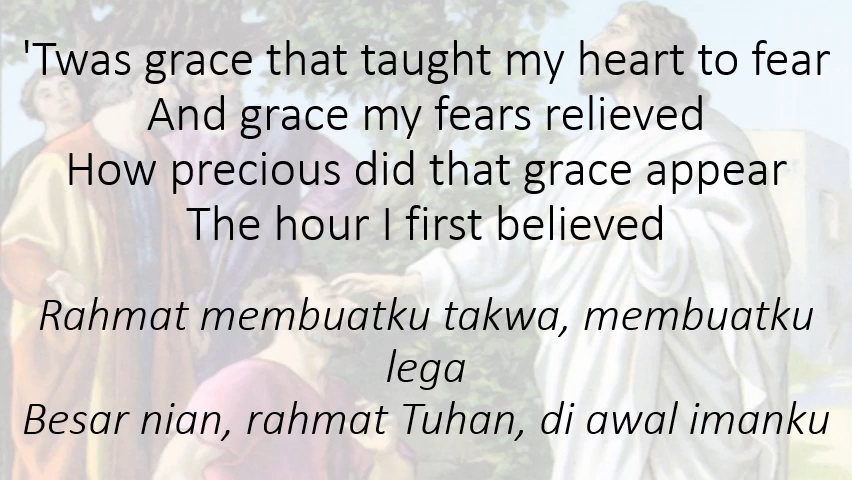 'Twas grace that taught my heart to fear
And grace my fears relieved
How precious did that grace appear
The hour I first believed
Rahmat membuatku takwa, membuatku
lega
Besar nian, rahmat Tuhan, di awal imanku